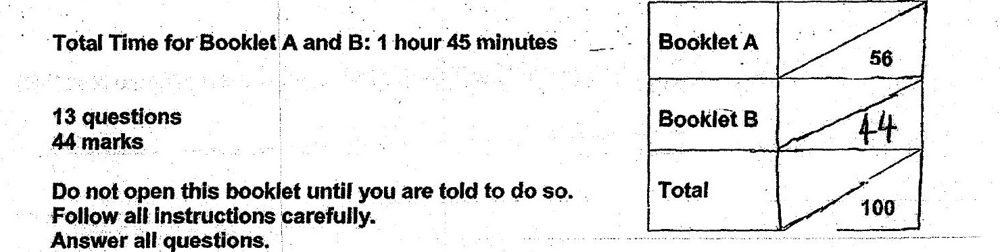 Total Time for Booklet A and B: 1 hour 45 minutes
13 questions
44 marks
Do not open this booklet until you are told to do so.
Follow all instructions carefully.
Answer all questions.
Booklet A
56
Booklet B
44
Total
100